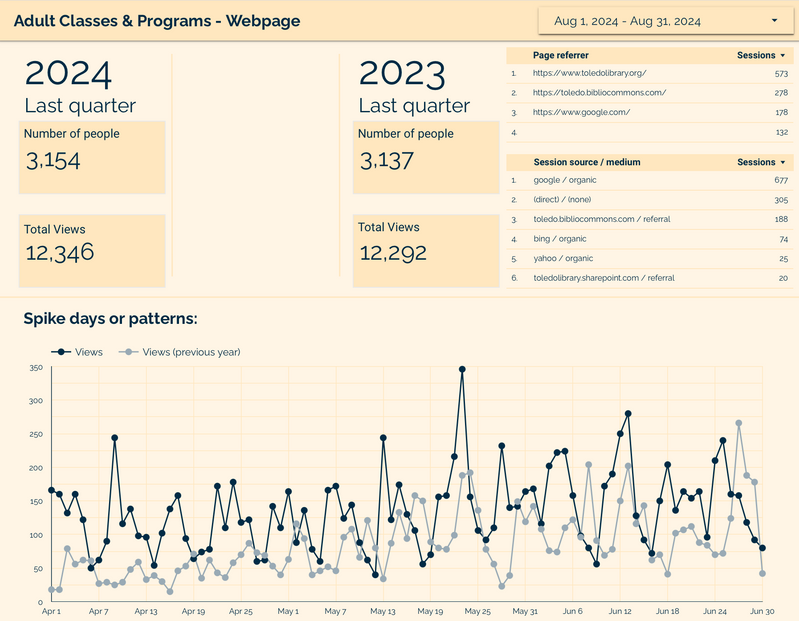 Adult Classes & Programs - Webpage
Aug 1, 2024 - Aug 31, 2024
2024
Last quarter
Number of people
3,154
Total Views
12,346
2023
Last quarter
Number of people
3,137
Total Views
12,292
Page referrer Sessions
1. https://www.toledolibrary.org/ 573
2. https://toledo.bibliocommons.com/ 278
3. https://www.google.com/ 178
4. 132
Session source / medium Sessions
1. google / organic 677
2. (direct) / (none) 305
3. toledo.bibliocommons.com / referral 188
4. bing / organic 74
5. yahoo / organic 25
6. toledolibrary.sharepoint.com / referral 20
Spike days or patterns:
Views Views (previous year)
350
300
250
200
150
100
50
0
Apr 1 Apr 7 Apr 13 Apr 19 Apr 25 May 1 May 7 May 13 May 19 May 25 May 31 Jun 6 Jun 12 Jun 18 Jun 24 Jun 30